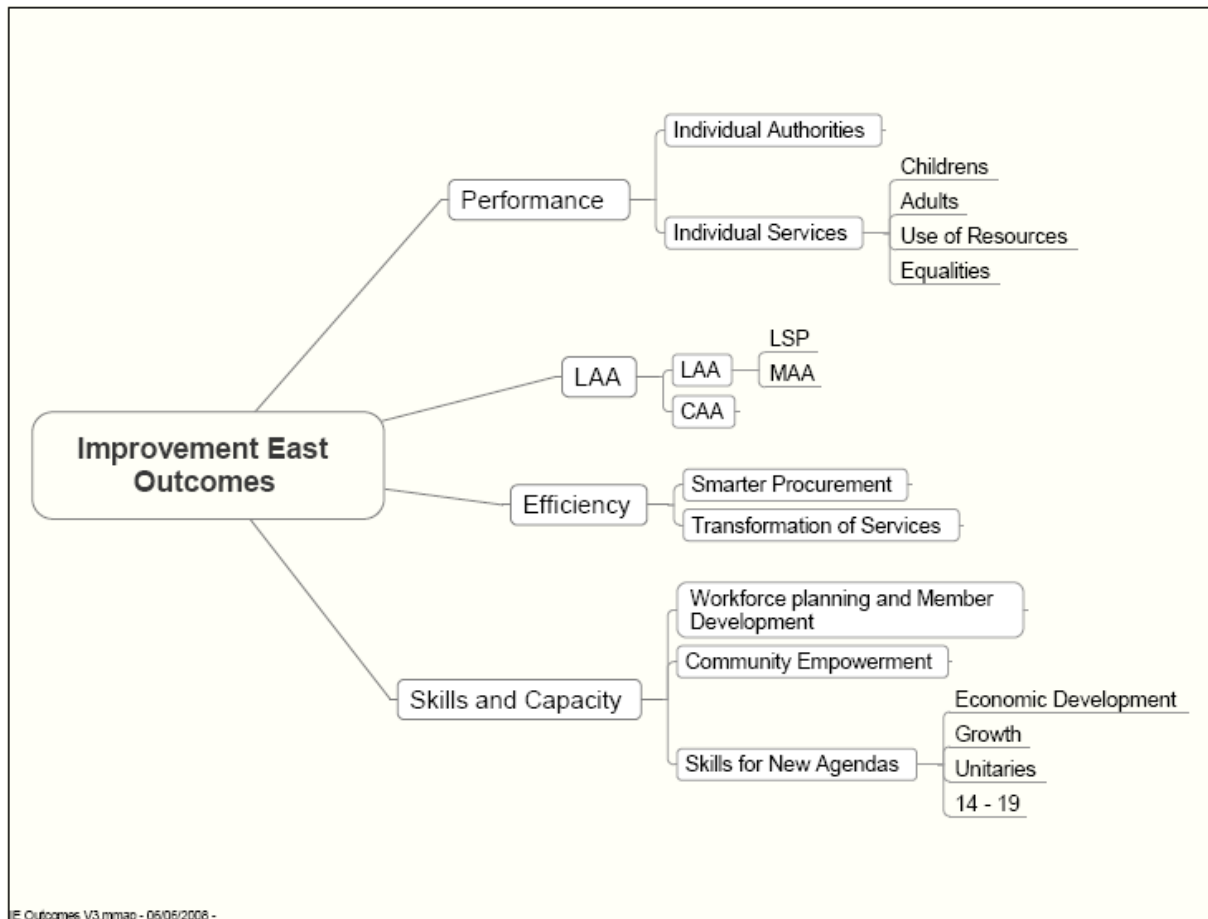 Improvement East
Outcomes
Performance
Individual Authorities
Individual Services
Childrens
Adults
Use of Resources
Equalities
LAA
LAA
LSP
MAA
CAA
Efficiency
Smarter Procurement
Transformation of Services
Skills and Capacity
Workforce planning and Member
Development
Community Empowerment
Skills for New Agendas
Economic Development
Growth
Unitaries
14 - 19
IE Outcomes V3.mmap - 06/06/2008 -